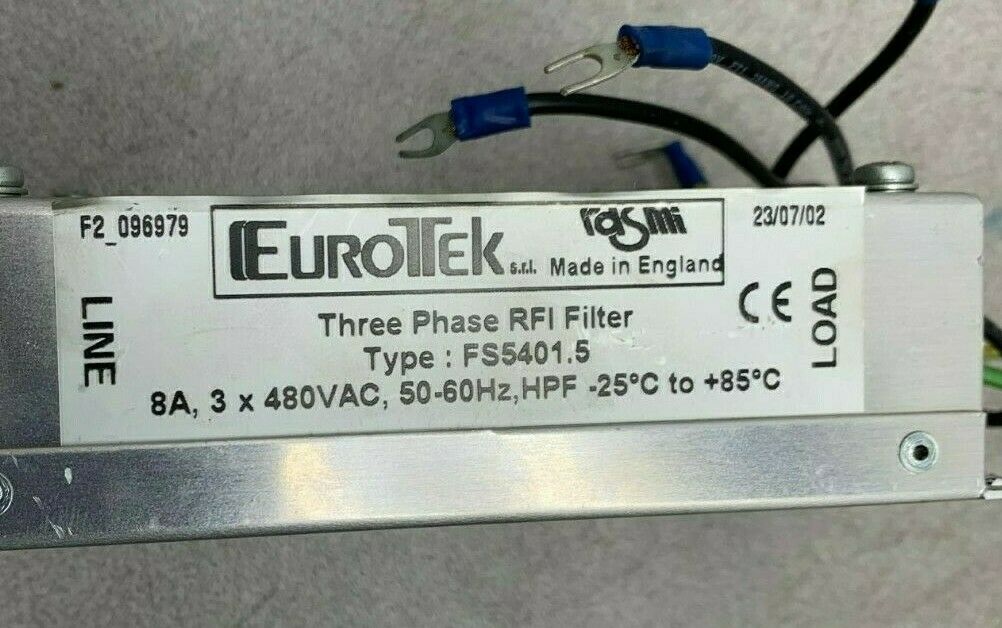 F2_096979
EUROTEK s.r.l.
rasmi
Made in England
23/07/02
LINE
CE
LOAD
Three Phase RFI Filter
Type : FS5401.5
8A, 3 x 480VAC, 50-60Hz,HPF -25°C to +85°C